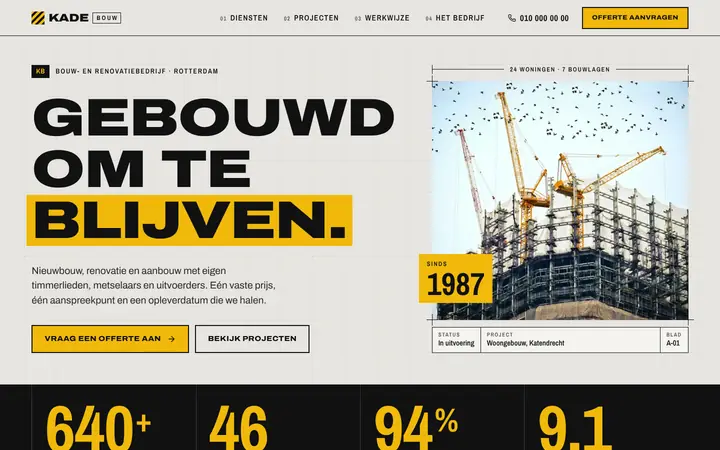 KADE BOUW
01 DIENSTEN
02 PROJECTEN
03 WERKWIJZE
04 HET BEDRIJF
010 000 00 00
OFFERTE AANVRAGEN
KB BOUW- EN RENOVATIEBEDRIJF · ROTTERDAM
GEBOUWD
OM TE
BLIJVEN.
Nieuwbouw, renovatie en aanbouw met eigen
timmerlieden, metselaars en uitvoerders. Eén vaste prijs,
één aanspreekpunt en een opleverdatum die we halen.
VRAAG EEN OFFERTE AAN →
BEKIJK PROJECTEN
24 WONINGEN · 7 BOUWLAGEN
SINDS
1987
STATUS
In uitvoering
PROJECT
Woongebouw, Katendrecht
BLAD
A-01
640+
46
94%
9,1